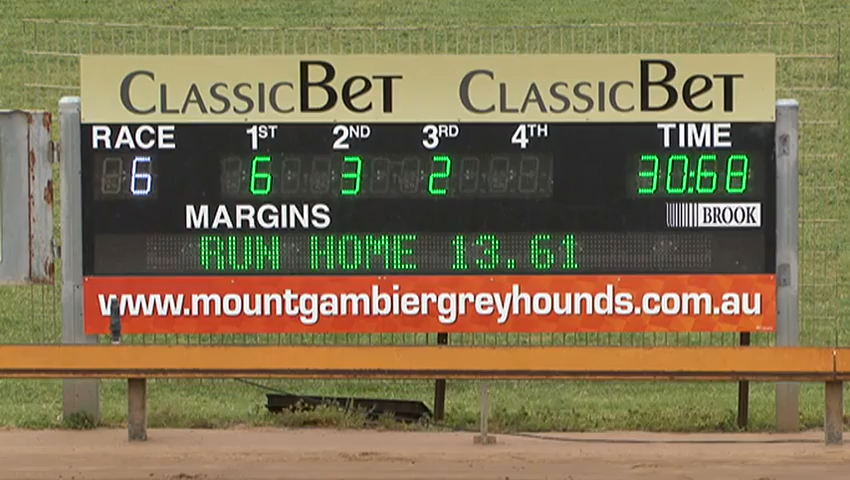 CLASSICBET CLASSICBET
RACE 1ST 2ND 3RD 4TH TIME
6 6 3 2 30:68
MARGINS BROOK
RUN HOME 13.61
www.mountgambiergreyhounds.com.au